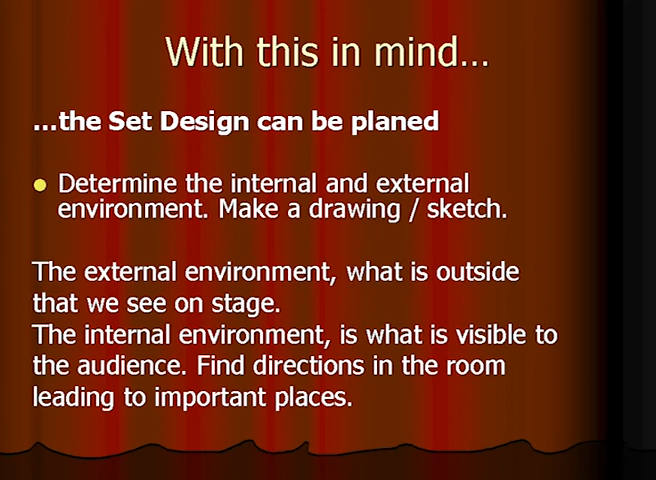 With this in mind...
...the Set Design can be planed
Determine the internal and external
environment. Make a drawing / sketch.
The external environment, what is outside
that we see on stage.
The internal environment, is what is visible to
the audience. Find directions in the room
leading to important places.